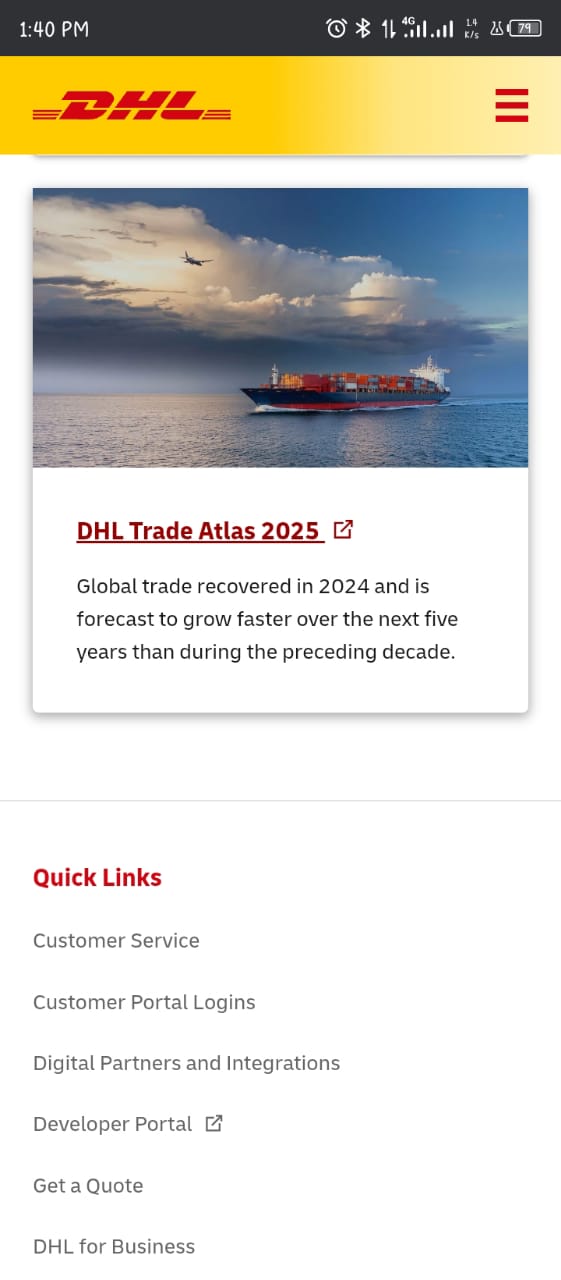 1:40 PM
4G
1.4
K/s
79
DHL
DHL Trade Atlas 2025
Global trade recovered in 2024 and is
forecast to grow faster over the next five
years than during the preceding decade.
Quick Links
Customer Service
Customer Portal Logins
Digital Partners and Integrations
Developer Portal
Get a Quote
DHL for Business